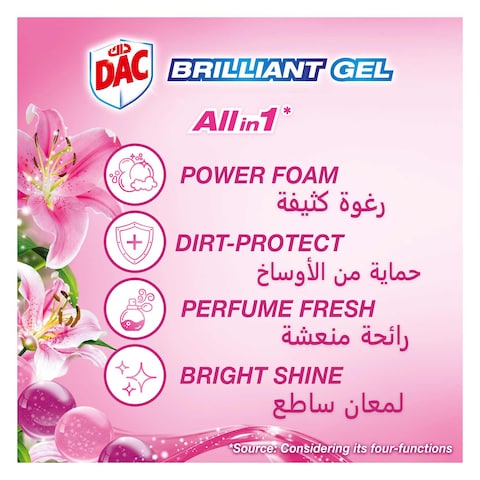 داك
DAC
BRILLIANT GEL
All in 1*
POWER FOAM
رغوة كثيفة
DIRT-PROTECT
حماية من الأوساخ
PERFUME FRESH
رائحة منعشة
BRIGHT SHINE
لمعان ساطع
*Source: Considering its four-functions